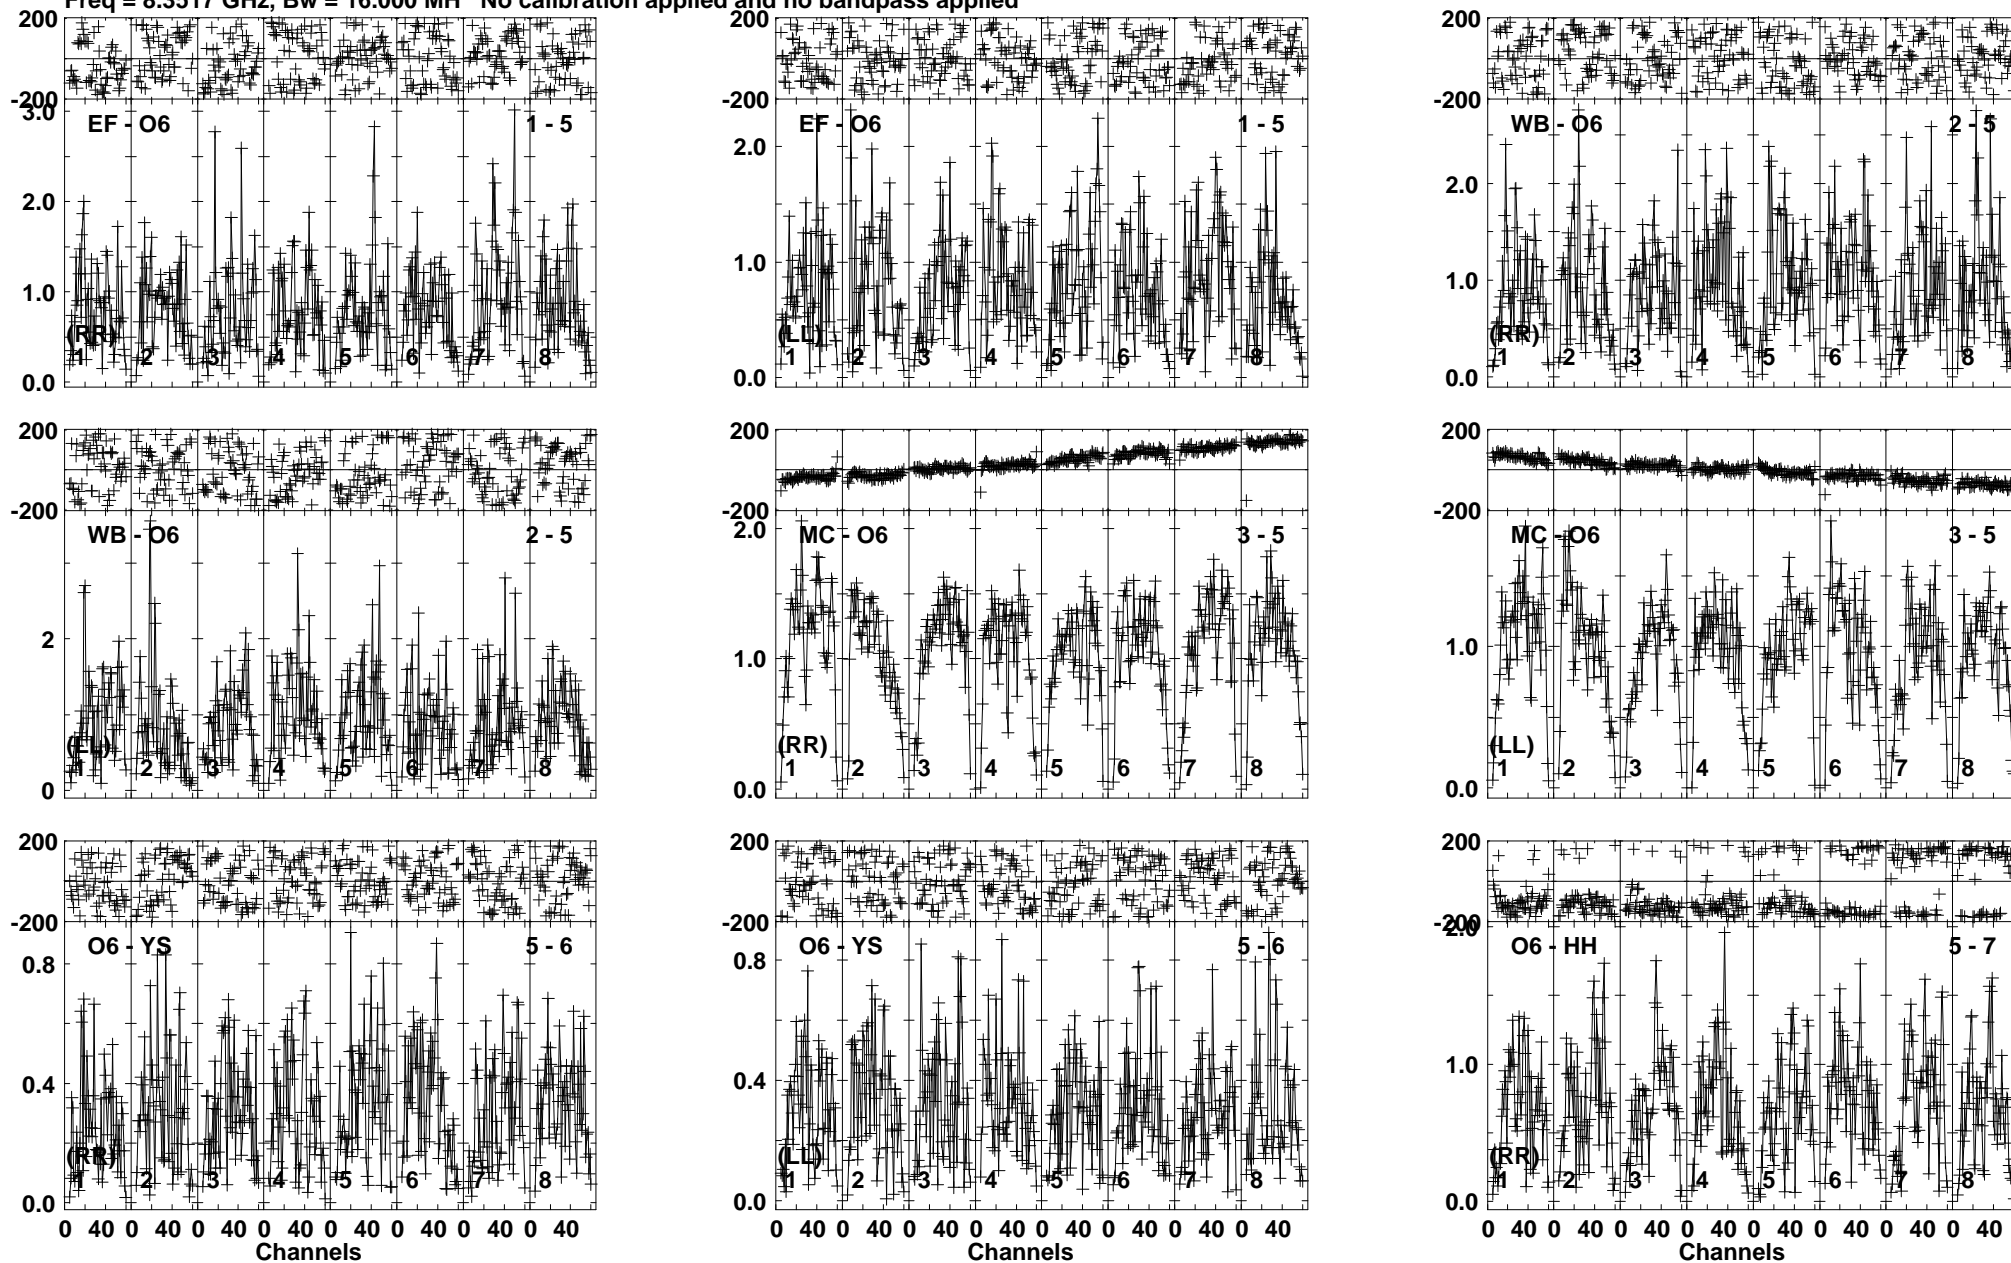 Freq = 8.3517 GHz, Bw = 16.000 MH No calibration applied and no bandpass applied
200 200 200
-200 -200 -200
3.0 EF - O6 1 - 5 EF - O6 1 - 5 WB - O6 2 - 5
2.0 2.0 2.0
1.0 1.0 1.0
(RR) (LL) (RR)
1 2 3 4 5 6 7 8 1 2 3 4 5 6 7 8 1 2 3 4 5 6 7 8
0.0 0.0 0.0
200 200 200
-200 -200 -200
WB - O6 2 - 5 2.0 MC - O6 3 - 5 MC - O6 3 - 5
2 1.0 1.0
(LL) (RR) (LL)
1 2 3 4 5 6 7 8 1 2 3 4 5 6 7 8 1 2 3 4 5 6 7 8
0 0.0 0.0
200 200 200
-200 -200 -200
2.0
O6 - YS 5 - 6 O6 - YS 5 - 6 O6 - HH 5 - 7
0.8 0.8
0.4 0.4 1.0
(RR) (LL) (RR)
1 2 3 4 5 6 7 8 1 2 3 4 5 6 7 8 1 2 3 4 5 6 7 8
0.0 0.0 0.0
0 40 0 40 0 40 0 40 0 40 0 40 0 40 0 40 0 40 0 40 0 40 0 40 0 40 0 40 0 40 0 40 0 40 0 40 0 40 0 40 0 40 0 40 0 40 0 40
Channels Channels Channels